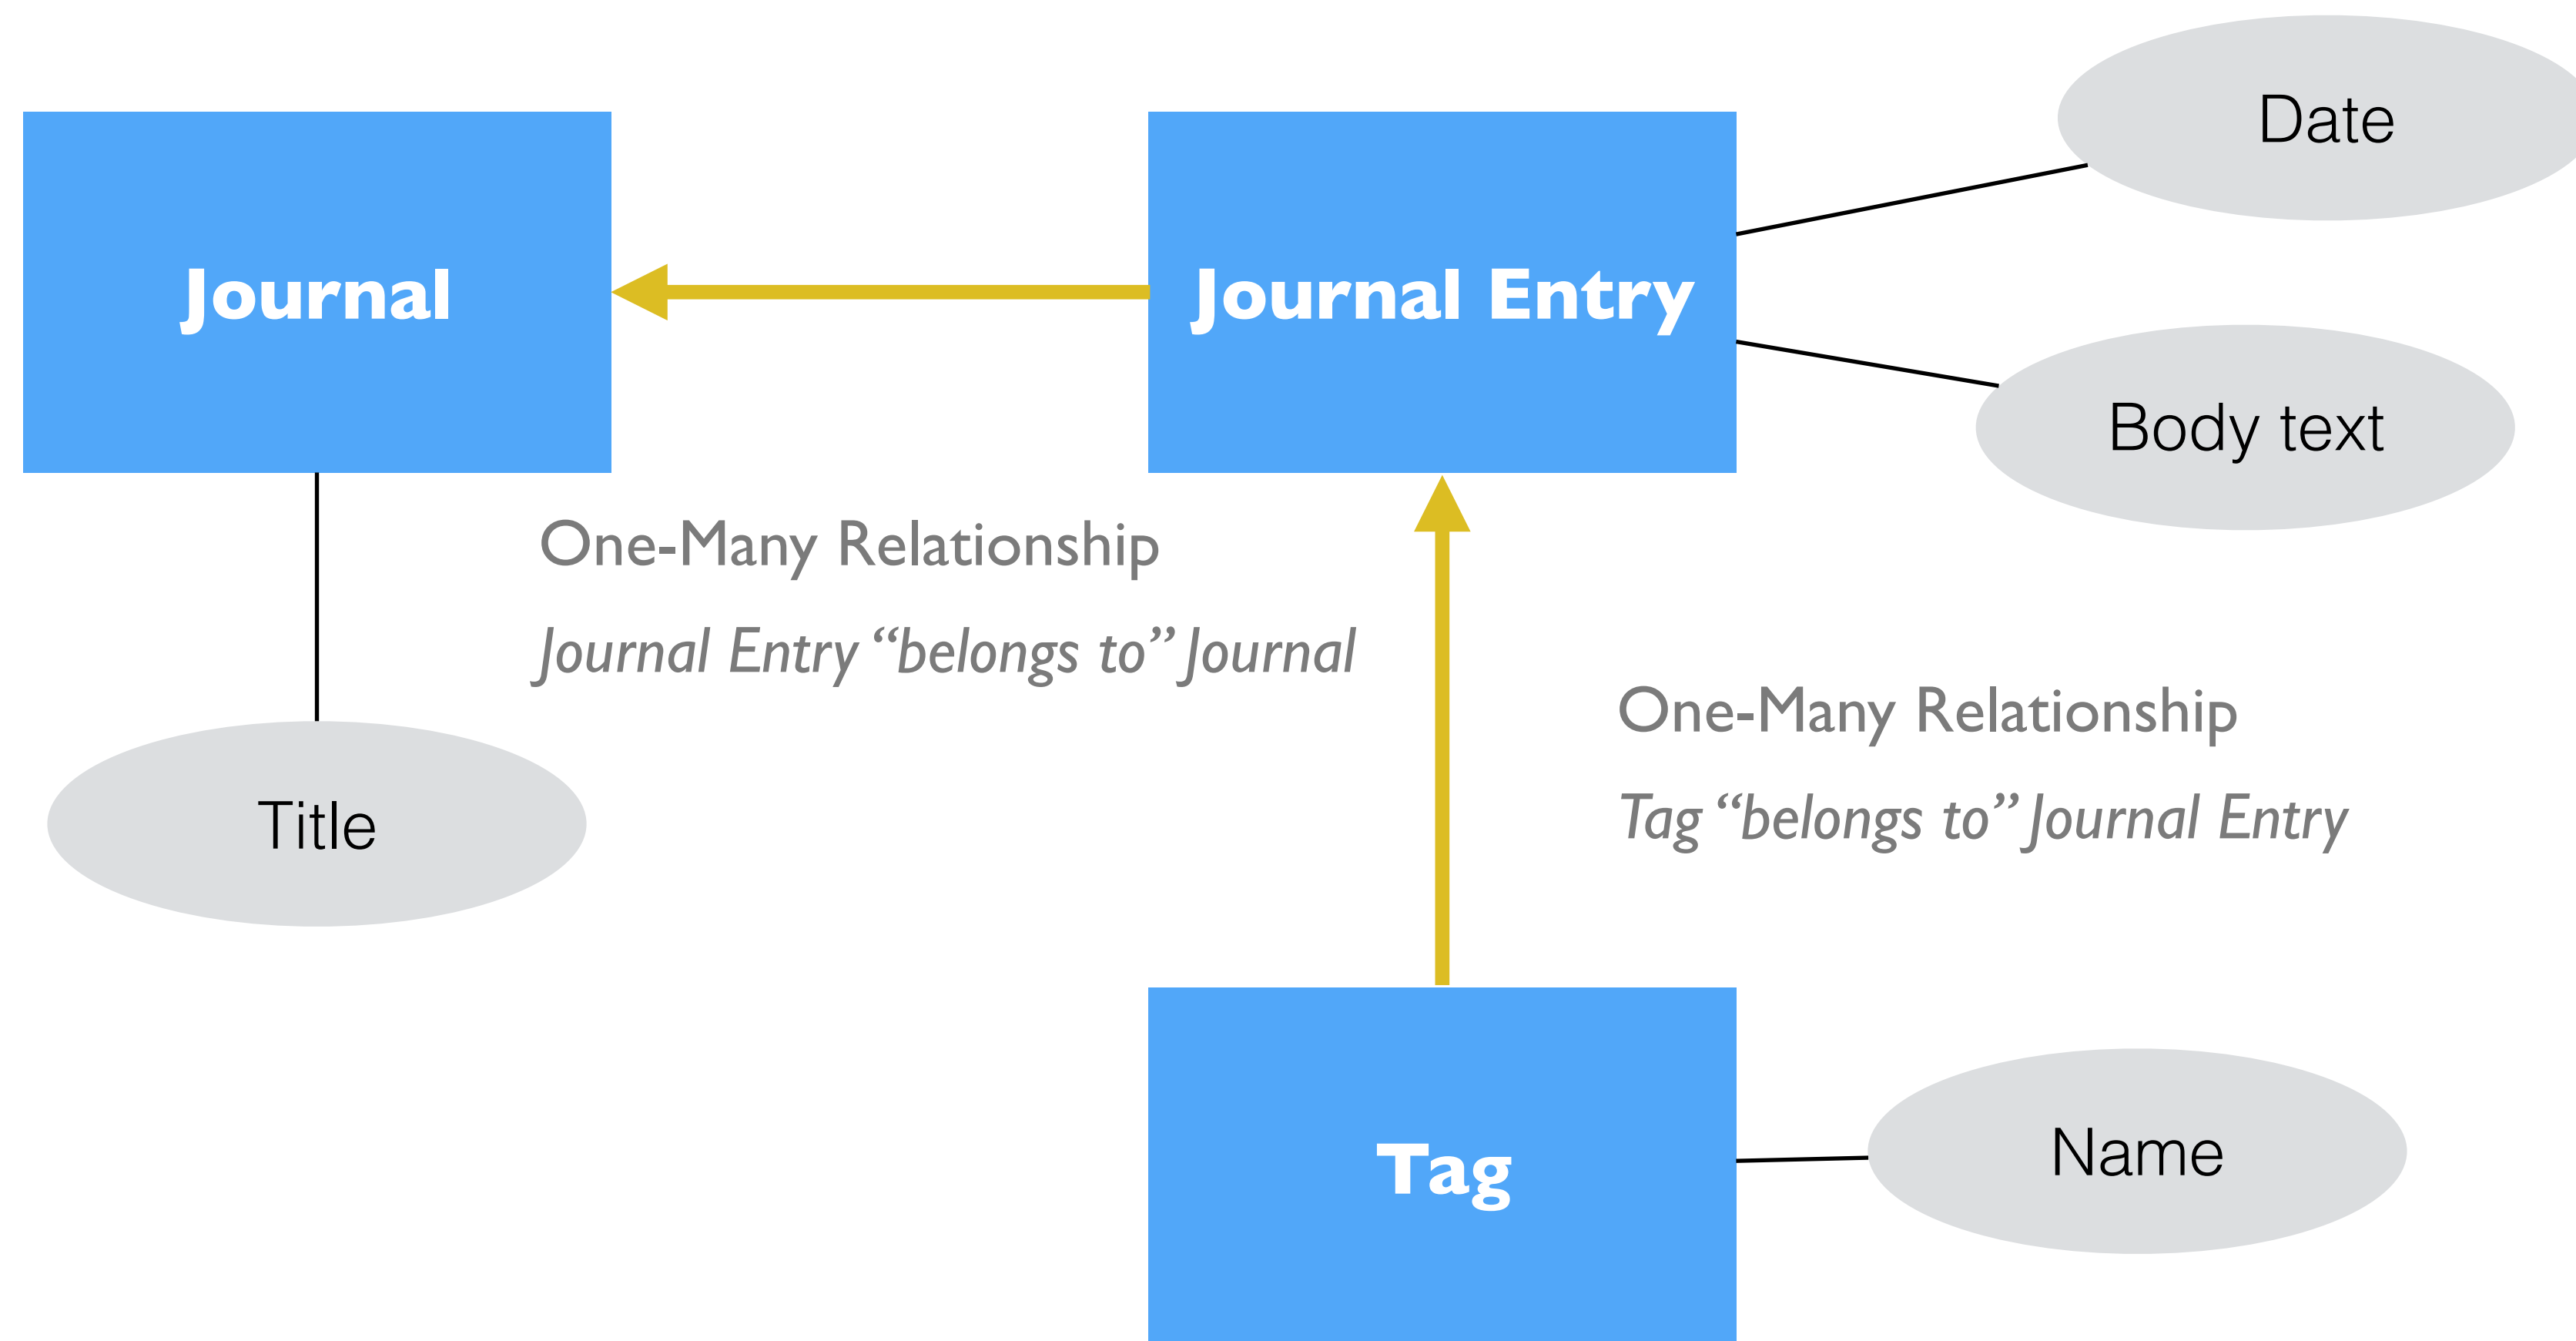 Date
Journal
Journal Entry
Body text
One-Many Relationship
Journal Entry “belongs to” Journal
One-Many Relationship
Tag “belongs to” Journal Entry
Title
Tag
Name